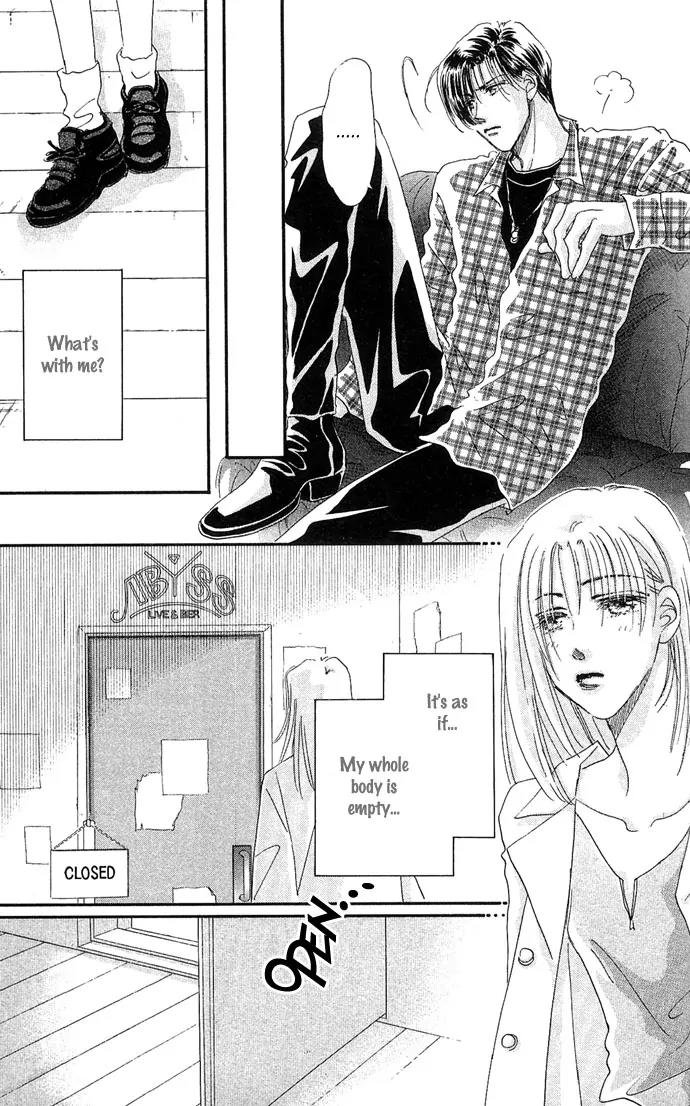 .....
What's
with me?
ABYSS
LIVE & BEER
It's as
if...
My whole
body is
empty...
CLOSED
OPEN...